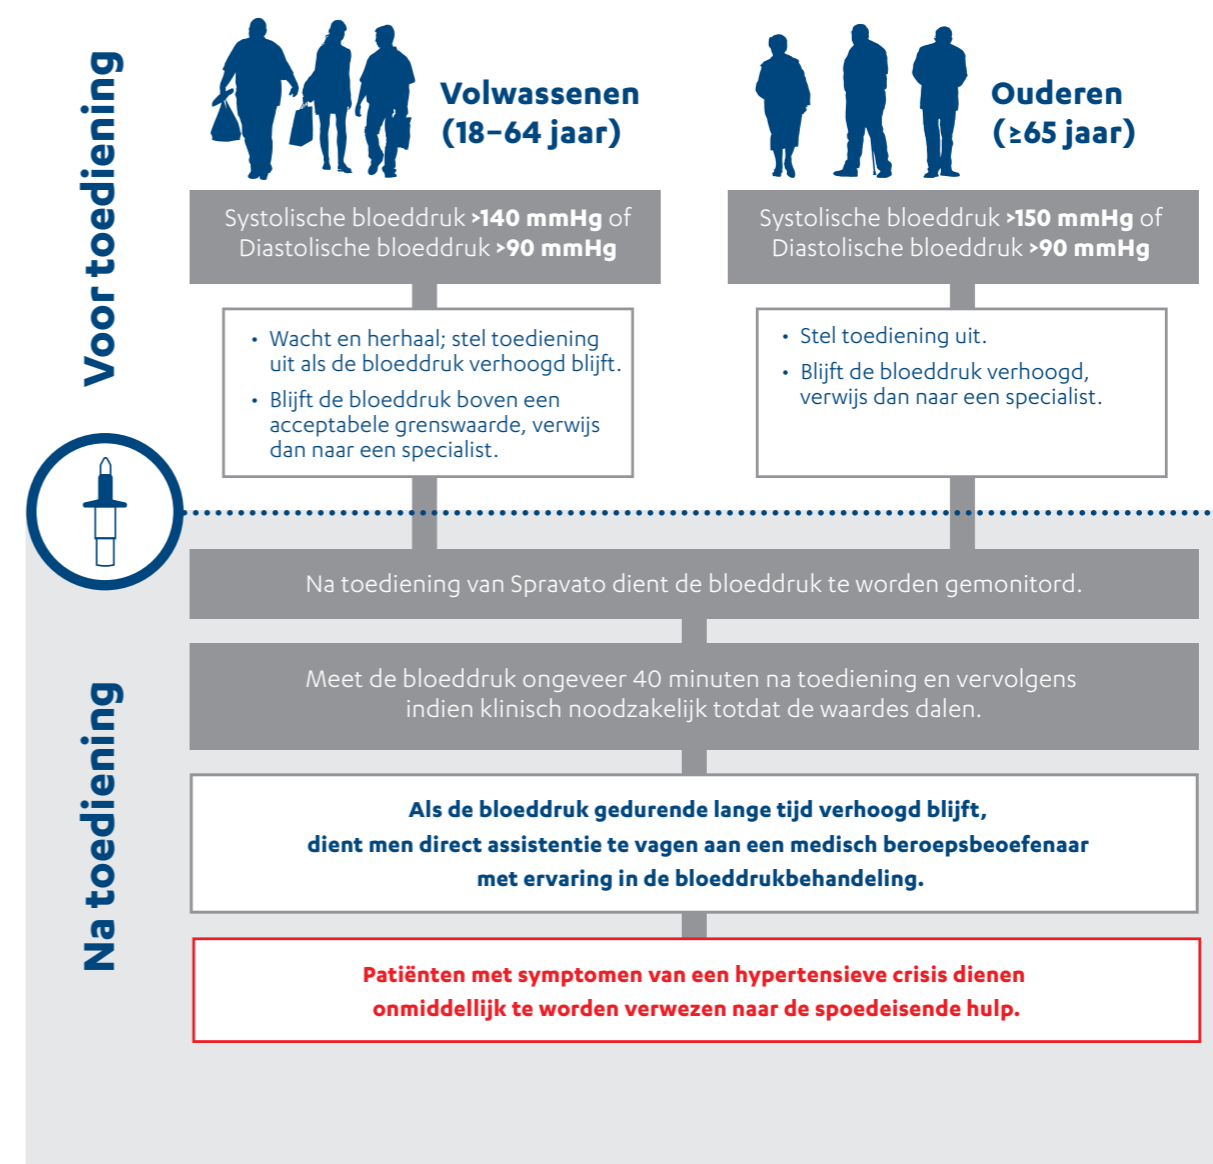 Voor toediening
Volwassenen
(18–64 jaar)
Ouderen
(≥65 jaar)
Systolische bloeddruk >140 mmHg of
Diastolische bloeddruk >90 mmHg
Systolische bloeddruk >150 mmHg of
Diastolische bloeddruk >90 mmHg
• Wacht en herhaal; stel toediening
uit als de bloeddruk verhoogd blijft.
• Blijft de bloeddruk boven een
acceptabele grenswaarde, verwijs
dan naar een specialist.
• Stel toediening uit.
• Blijft de bloeddruk verhoogd,
verwijs dan naar een specialist.
Na toediening
Na toediening van Spravato dient de bloeddruk te worden gemonitord.
Meet de bloeddruk ongeveer 40 minuten na toediening en vervolgens
indien klinisch noodzakelijk totdat de waardes dalen.
Als de bloeddruk gedurende lange tijd verhoogd blijft,
dient men direct assistentie te vagen aan een medisch beroepsbeoefenaar
met ervaring in de bloeddrukbehandeling.
Patiënten met symptomen van een hypertensieve crisis dienen
onmiddellijk te worden verwezen naar de spoedeisende hulp.